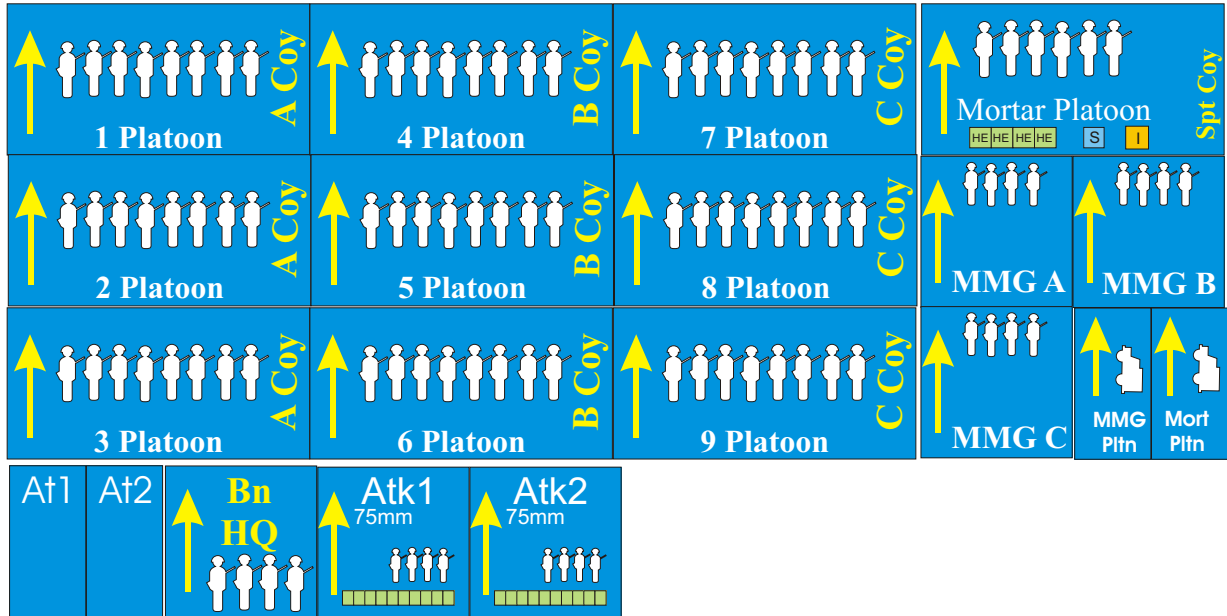 A Coy
1 Platoon
B Coy
4 Platoon
C Coy
7 Platoon
Spt Coy
Mortar Platoon
HE HE HE HE S I
A Coy
2 Platoon
B Coy
5 Platoon
C Coy
8 Platoon
MMG A
MMG B
A Coy
3 Platoon
B Coy
6 Platoon
C Coy
9 Platoon
MMG C
MMG
Pltn
Mort
Pltn
At1
At2
Bn
HQ
Atk1
75mm
Atk2
75mm